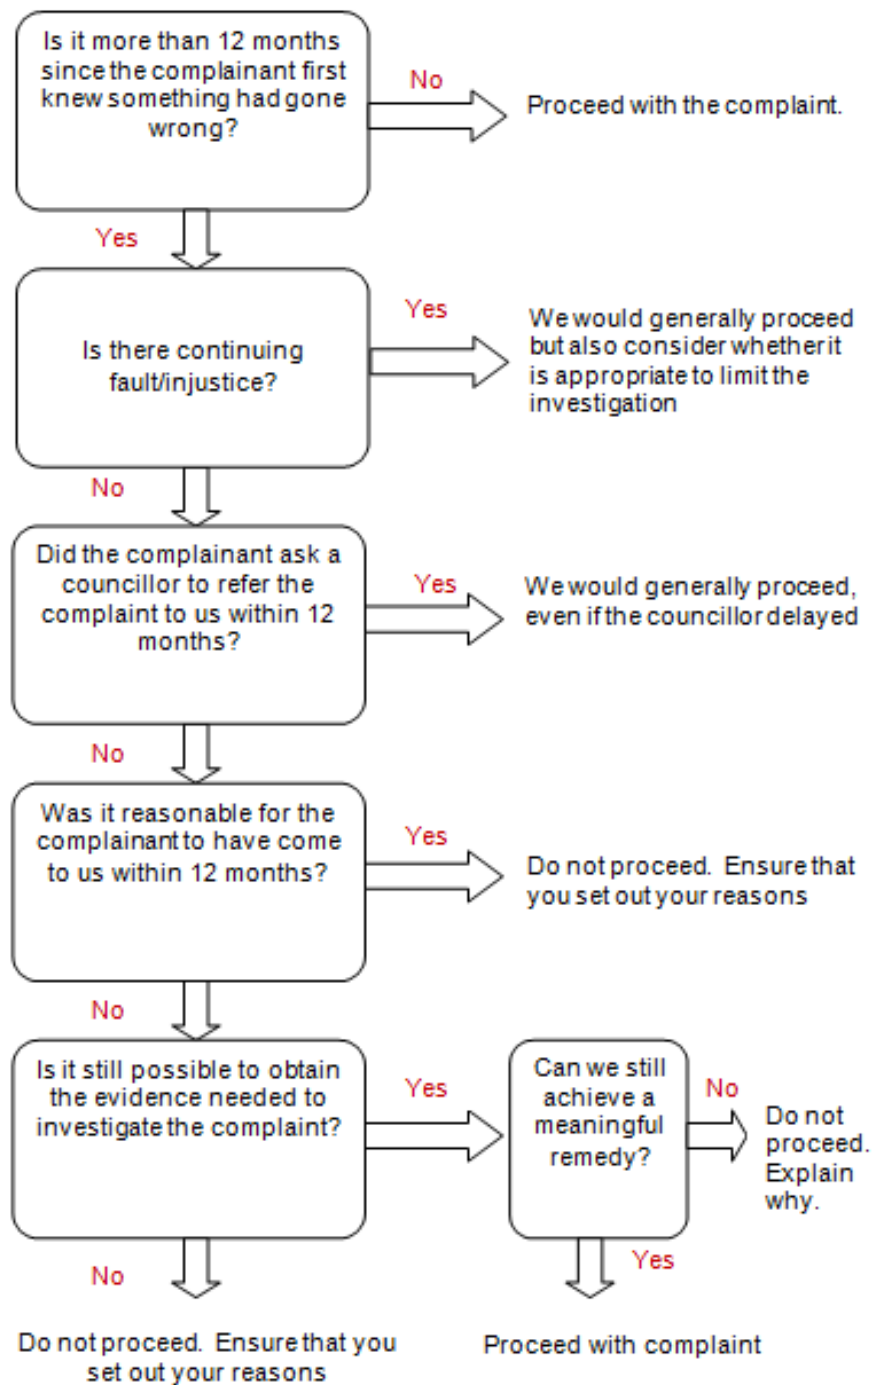 Is it more than 12 months
since the complainant first
knew something had gone
wrong?
No
Proceed with the complaint.
Yes
Is there continuing
fault/injustice?
Yes
We would generally proceed
but also consider whether it
is appropriate to limit the
investigation
No
Did the complainant ask a
councillor to refer the
complaint to us within 12
months?
Yes
We would generally proceed,
even if the councillor delayed
No
Was it reasonable for the
complainant to have come
to us within 12 months?
Yes
Do not proceed. Ensure that
you set out your reasons
No
Is it still possible to obtain
the evidence needed to
investigate the complaint?
Yes
Can we still
achieve a
meaningful
remedy?
No
Do not
proceed.
Explain
why.
No
Do not proceed. Ensure that you
set out your reasons
Yes
Proceed with complaint